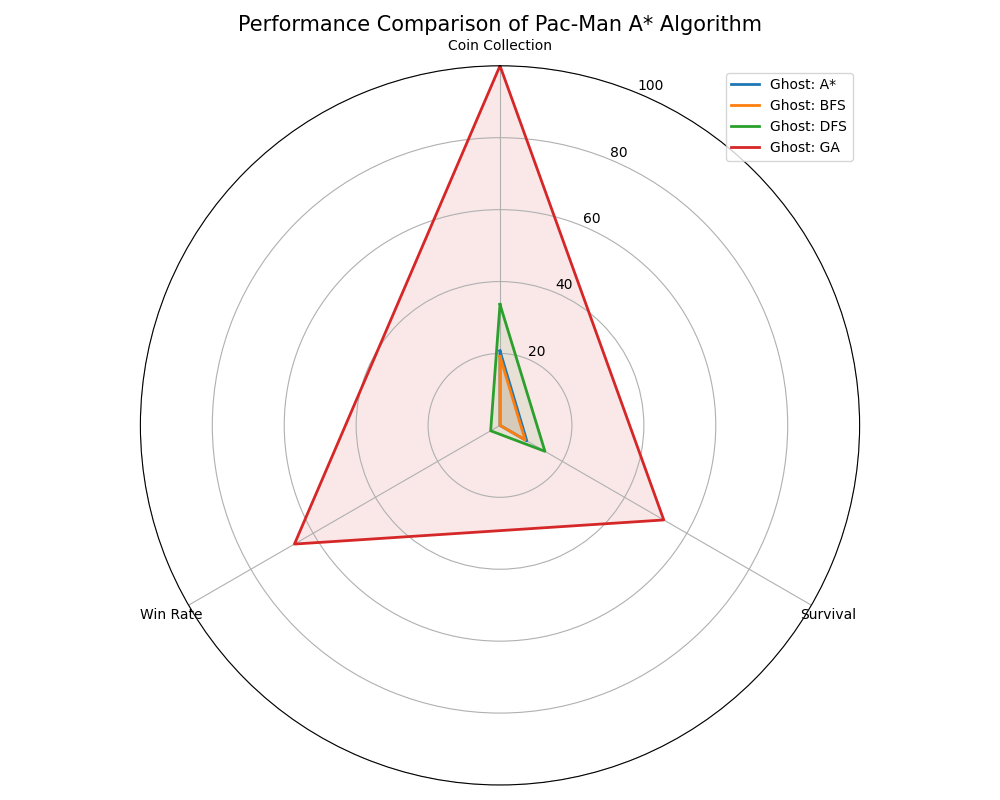 Performance Comparison of Pac-Man A* Algorithm
Coin Collection
Ghost: A*
Ghost: BFS
Ghost: DFS
Ghost: GA
100
80
60
40
20
Win Rate
Survival